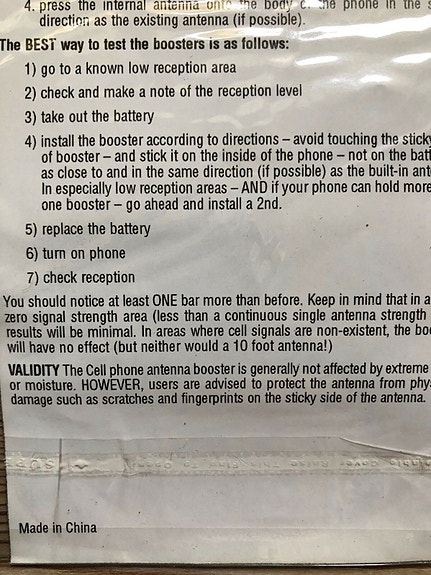 4. press the internal antenna onto the body of the phone in the s
direction as the existing antenna (if possible).
The BEST way to test the boosters is as follows:
1) go to a known low reception area
2) check and make a note of the reception level
3) take out the battery
4) install the booster according to directions – avoid touching the sticky
of booster – and stick it on the inside of the phone – not on the batt
as close to and in the same direction (if possible) as the built-in ant
In especially low reception areas – AND if your phone can hold more
one booster – go ahead and install a 2nd.
5) replace the battery
6) turn on phone
7) check reception
You should notice at least ONE bar more than before. Keep in mind that in a
zero signal strength area (less than a continuous single antenna strength
results will be minimal. In areas where cell signals are non-existent, the boo
will have no effect (but neither would a 10 foot antenna!)
VALIDITY The Cell phone antenna booster is generally not affected by extreme
or moisture. HOWEVER, users are advised to protect the antenna from phys
damage such as scratches and fingerprints on the sticky side of the antenna.
Made in China